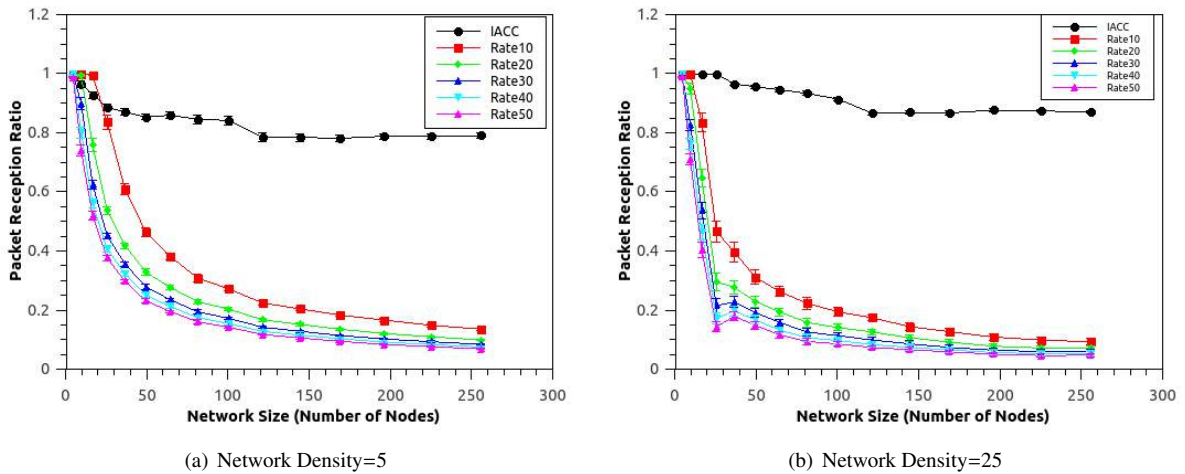 1.2
1
0.8
0.6
0.4
0.2
0
Packet Reception Ratio
IACC
Rate10
Rate20
Rate30
Rate40
Rate50
0 50 100 150 200 250 300
Network Size (Number of Nodes)
(a) Network Density=5
1.2
1
0.8
0.6
0.4
0.2
0
Packet Reception Ratio
IACC
Rate10
Rate20
Rate30
Rate40
Rate50
0 50 100 150 200 250 300
Network Size (Number of Nodes)
(b) Network Density=25